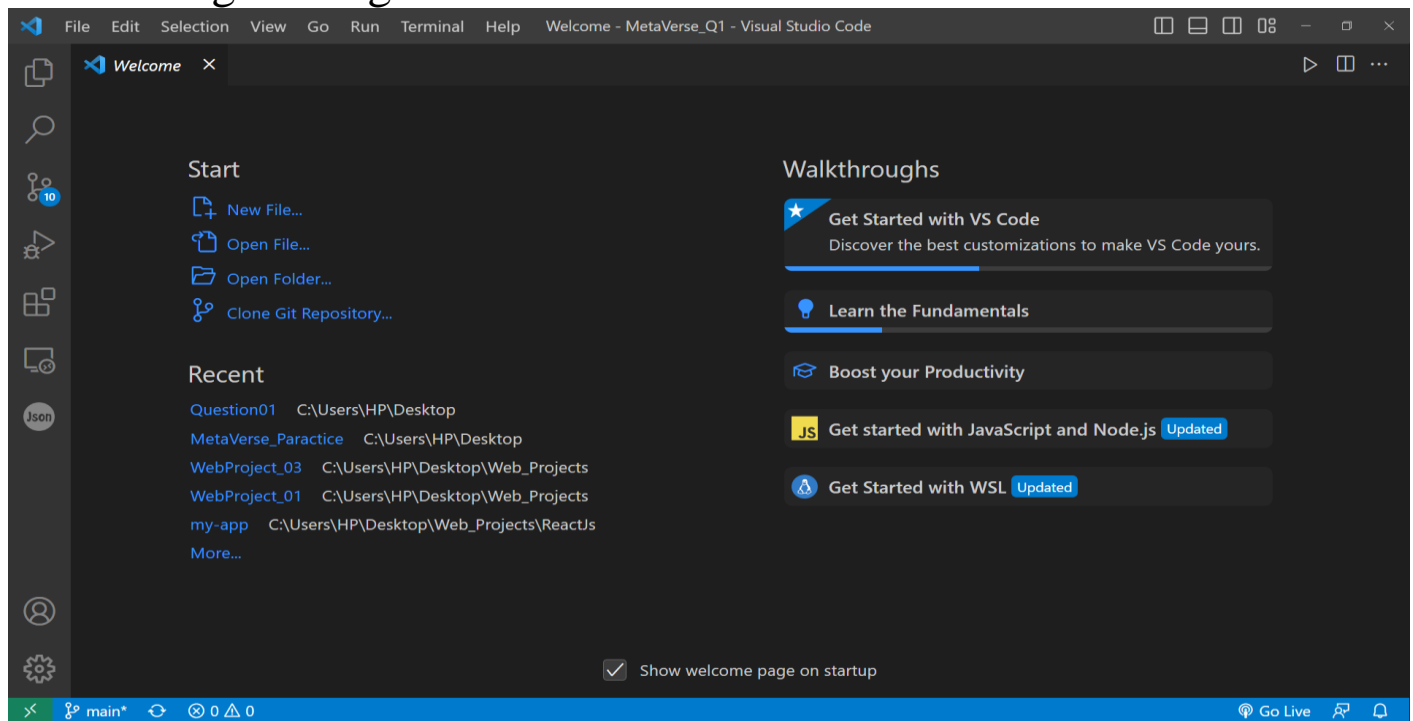 File Edit Selection View Go Run Terminal Help Welcome - MetaVerse_Q1 - Visual Studio Code
Welcome
Start
New File...
Open File...
Open Folder...
Clone Git Repository...
Recent
Question01 C:\Users\HP\Desktop
MetaVerse_Paractice C:\Users\HP\Desktop
WebProject_03 C:\Users\HP\Desktop\Web_Projects
WebProject_01 C:\Users\HP\Desktop\Web_Projects
my-app C:\Users\HP\Desktop\Web_Projects\ReactJs
More...
Walkthroughs
Get Started with VS Code
Discover the best customizations to make VS Code yours.
Learn the Fundamentals
Boost your Productivity
JS Get started with JavaScript and Node.js Updated
Get Started with WSL Updated
10
Json
Show welcome page on startup
main* 0 0 Go Live